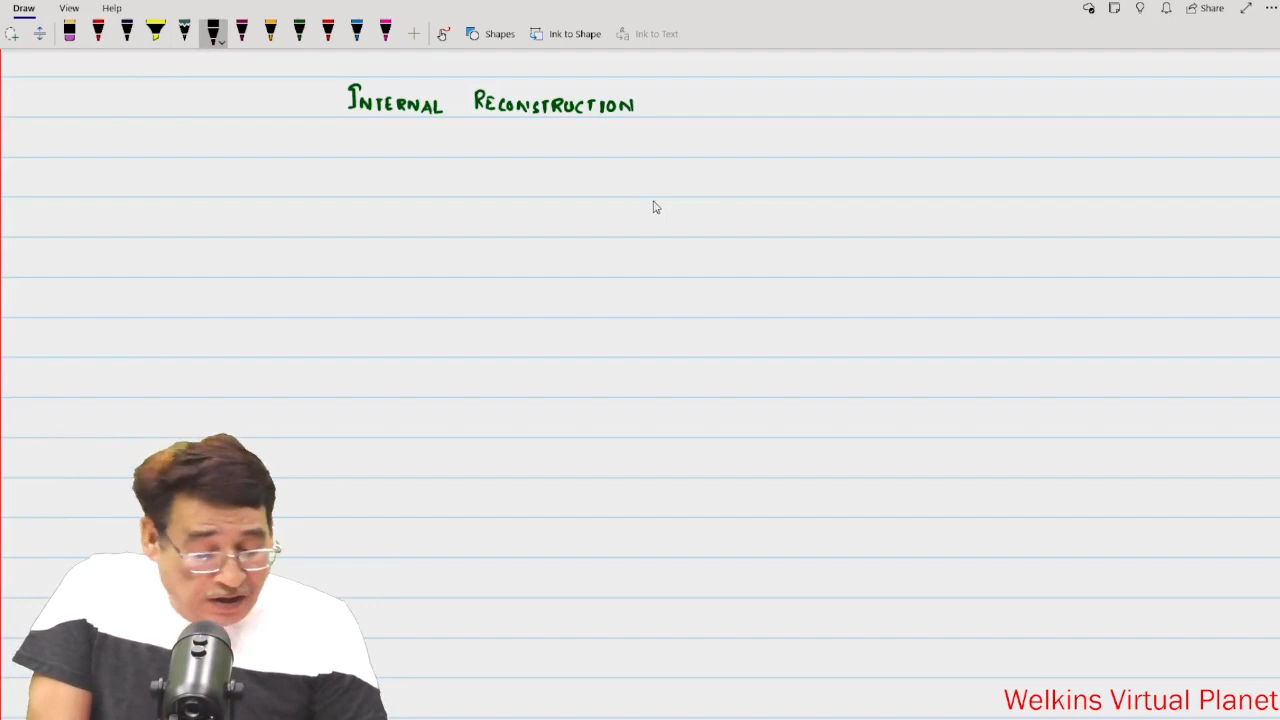 Draw View Help Share
Shapes Ink to Shape Ink to Text
INTERNAL RECONSTRUCTION
Welkins Virtual Planet